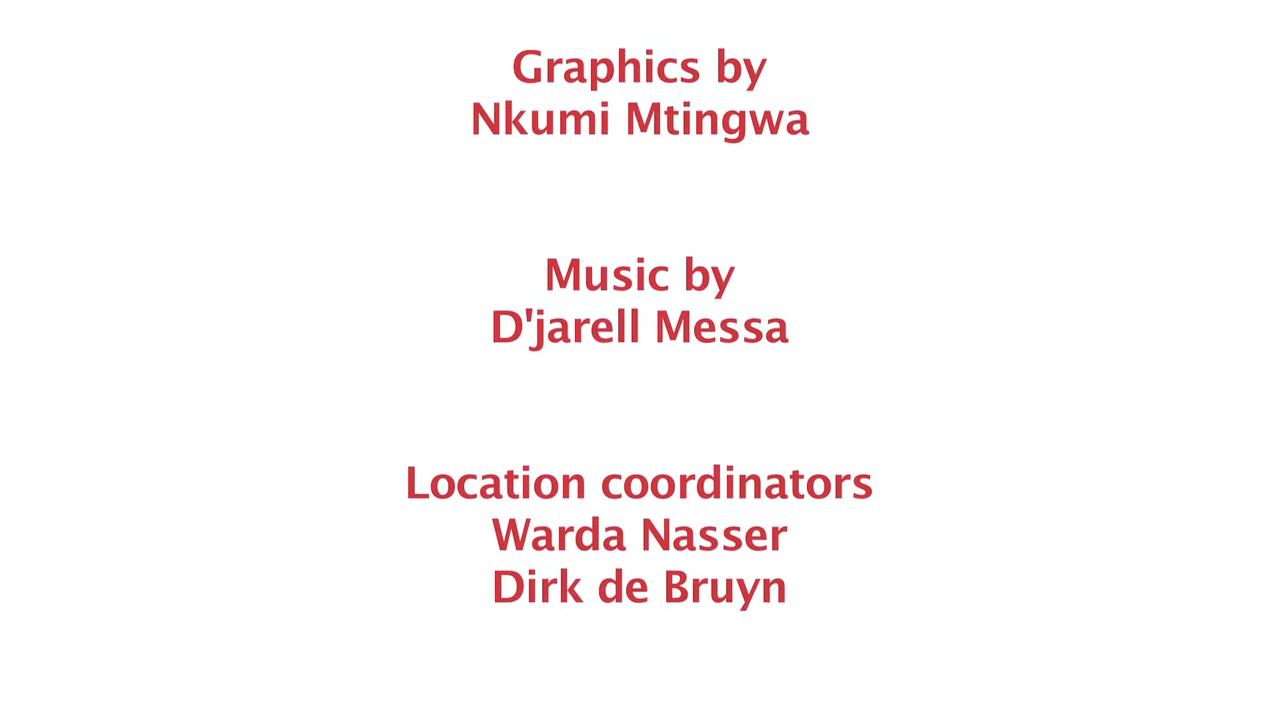 Graphics by
Nkumi Mtingwa
Music by
D'jarell Messa
Location coordinators
Warda Nasser
Dirk de Bruyn